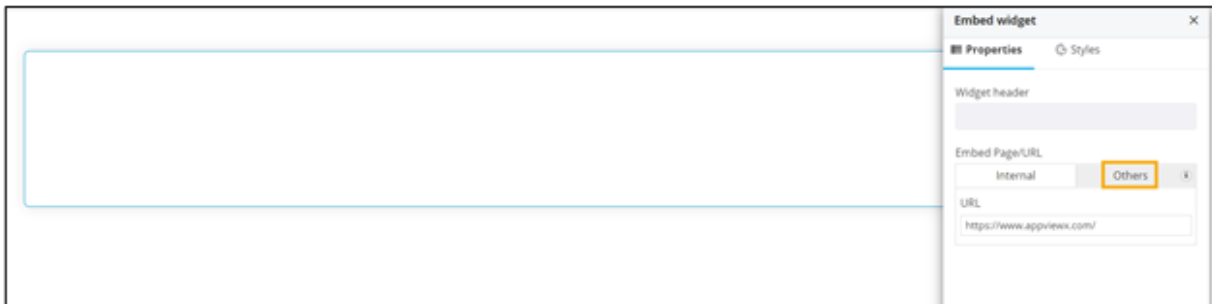 Embed widget
Properties Styles
Widget header
Embed Page/URL
Internal Others
URL
https://www.appviewx.com/